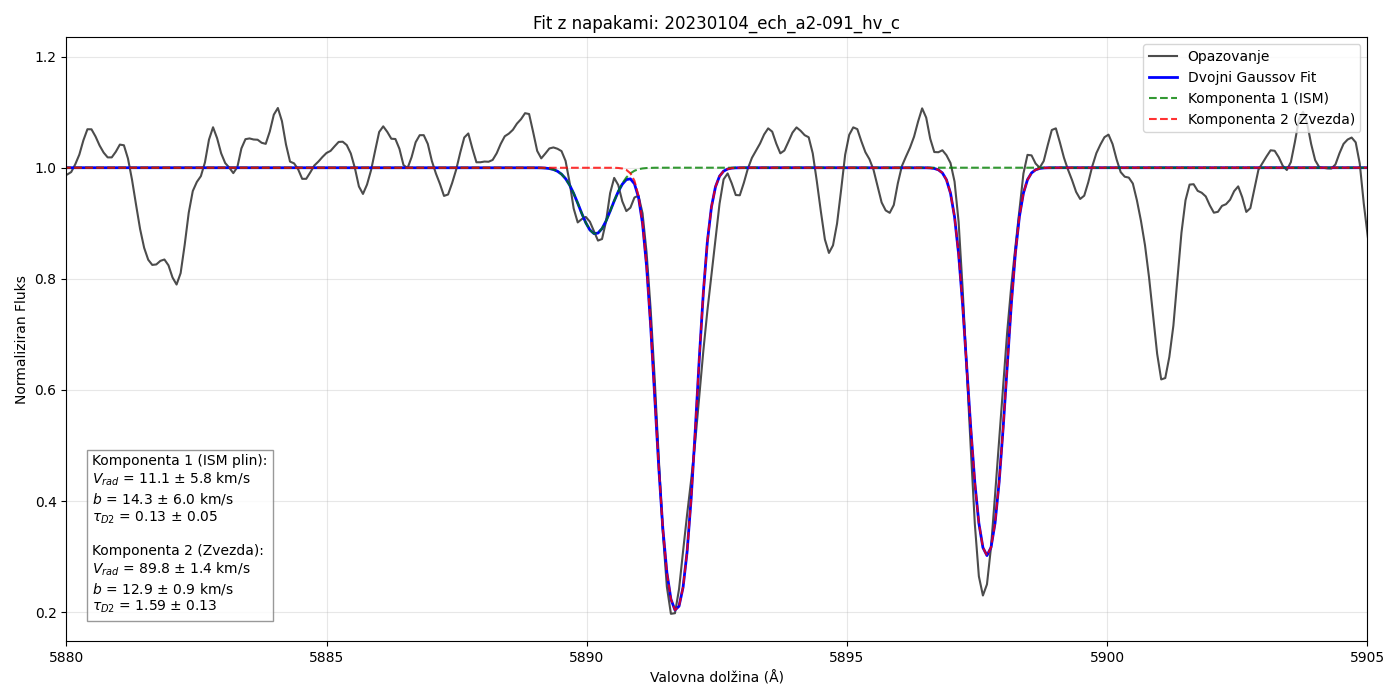 Fit z napakami: 20230104_ech_a2-091_hv_c
Normaliziran Fluks
1.2
1.0
0.8
0.6
0.4
0.2
Opazovanje
Dvojni Gaussov Fit
Komponenta 1 (ISM)
Komponenta 2 (Zvezda)
Komponenta 1 (ISM plin):
V_rad = 11.1 ± 5.8 km/s
b = 14.3 ± 6.0 km/s
τ_D2 = 0.13 ± 0.05
Komponenta 2 (Zvezda):
V_rad = 89.8 ± 1.4 km/s
b = 12.9 ± 0.9 km/s
τ_D2 = 1.59 ± 0.13
5880 5885 5890 5895 5900 5905
Valovna dolžina (Å)